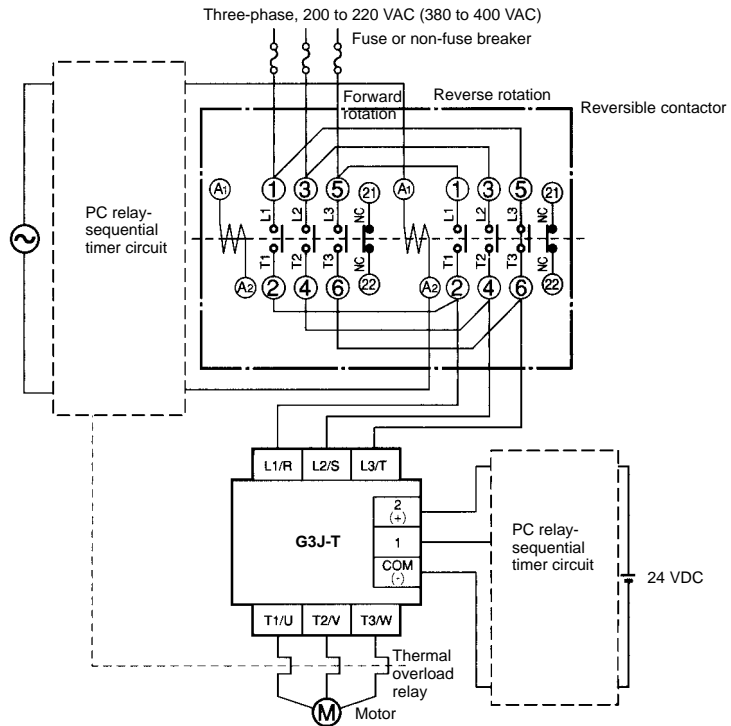 Three-phase, 200 to 220 VAC (380 to 400 VAC)
Fuse or non-fuse breaker
Forward
rotation
Reverse rotation
Reversible contactor
A1
1
3
5
21
A1
1
3
5
21
L1
L2
L3
NC
L1
L2
L3
NC
PC relay-
sequential
timer circuit
T1
T2
T3
NC
T1
T2
T3
NC
A2
2
4
6
22
A2
2
4
6
22
L1/R
L2/S
L3/T
2
(+)
G3J-T
1
COM
(-)
PC relay-
sequential
timer circuit
24 VDC
T1/U
T2/V
T3/W
Thermal
overload
relay
M
Motor